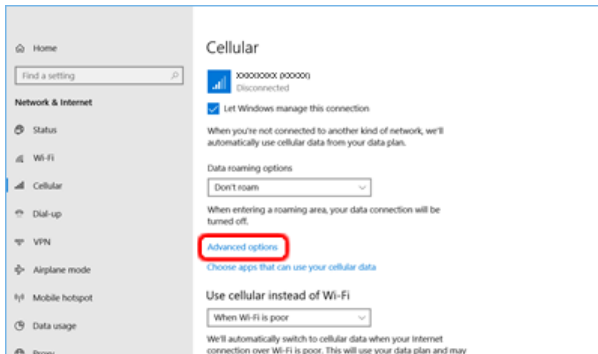 Home
Find a setting
Network & Internet
Status
Wi-Fi
Cellular
Dial-up
VPN
Airplane mode
Mobile hotspot
Data usage
Proxy
Cellular
XXXXXXXXX (XXXXX)
Disconnected
Let Windows manage this connection
When you're not connected to another kind of network, we'll
automatically use cellular data from your data plan.
Data roaming options
Don't roam
When entering a roaming area, your data connection will be
turned off.
Advanced options
Choose apps that can use your cellular data
Use cellular instead of Wi-Fi
When Wi-Fi is poor
We'll automatically switch to cellular data when your Internet
connection over Wi-Fi is poor. This will use your data plan and may